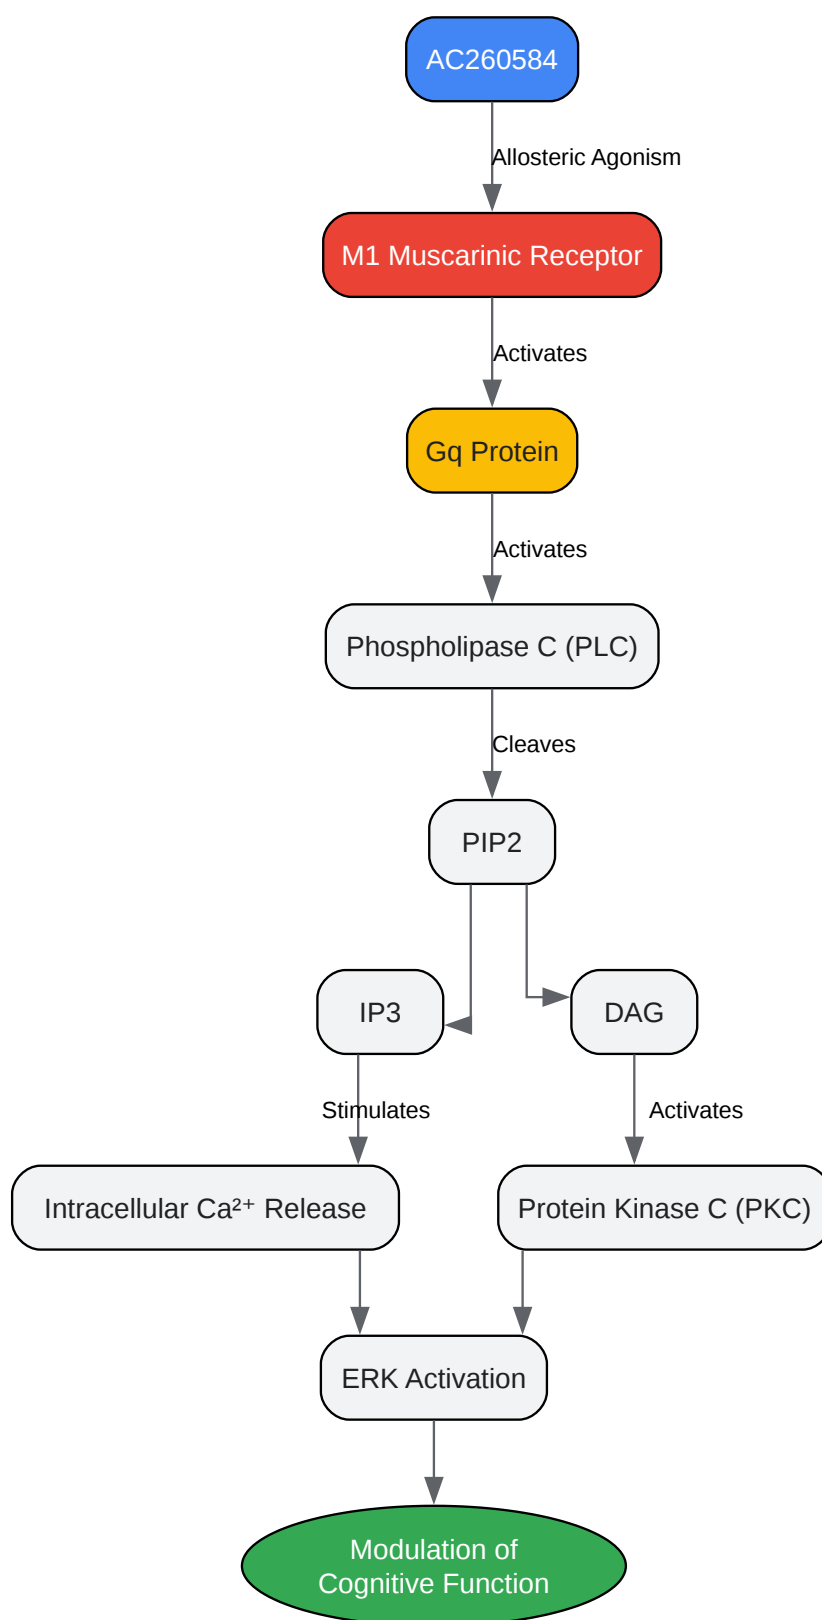 AC260584
Allosteric Agonism
M1 Muscarinic Receptor
Activates
Gq Protein
Activates
Phospholipase C (PLC)
Cleaves
PIP2
IP3
DAG
Stimulates
Activates
Intracellular Ca²⁺ Release
Protein Kinase C (PKC)
ERK Activation
Modulation of
Cognitive Function